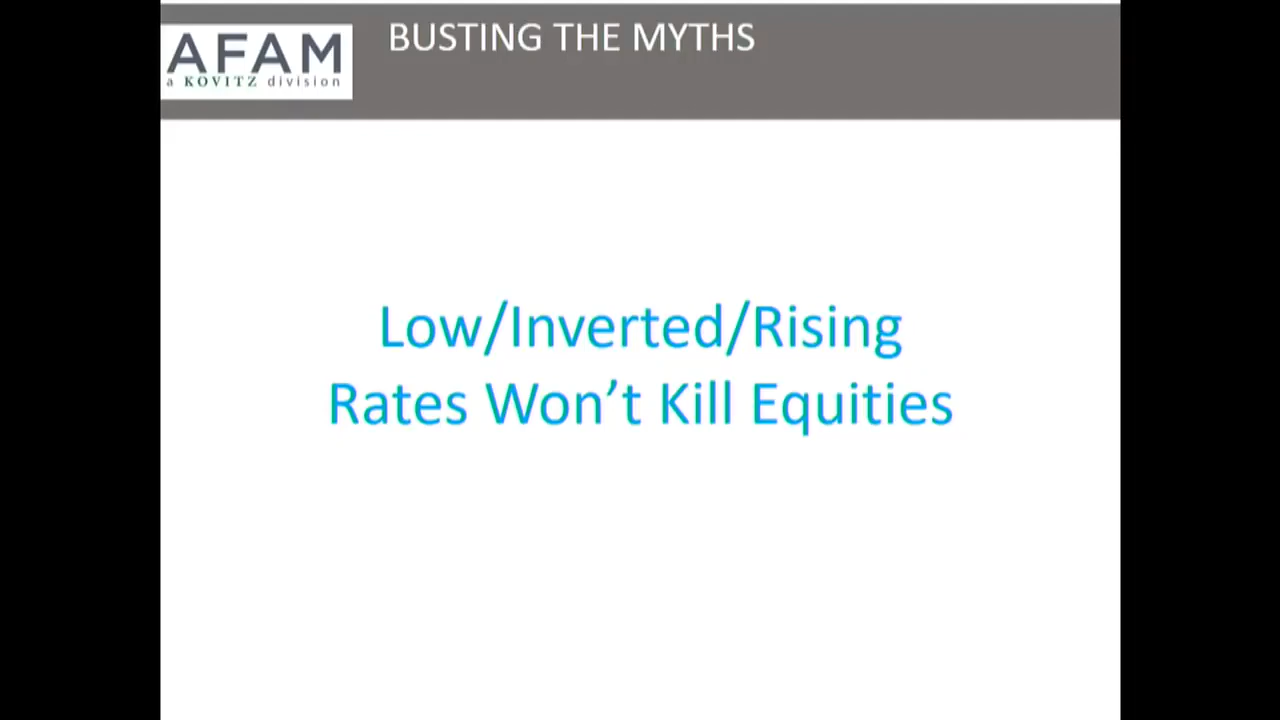 AFAM
a KOVITZ division
BUSTING THE MYTHS
Low/Inverted/Rising
Rates Won’t Kill Equities